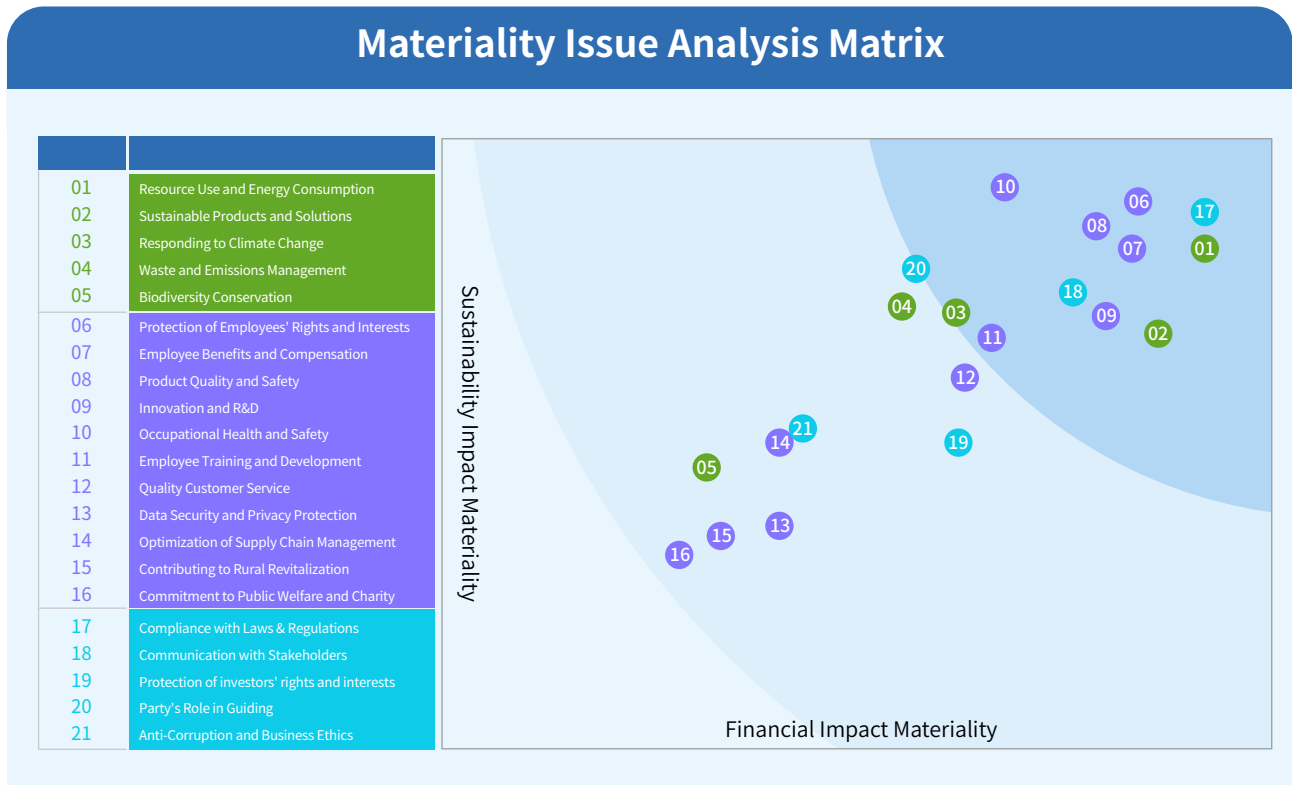 Materiality Issue Analysis Matrix
01 Resource Use and Energy Consumption
02 Sustainable Products and Solutions
03 Responding to Climate Change
04 Waste and Emissions Management
05 Biodiversity Conservation
06 Protection of Employees' Rights and Interests
07 Employee Benefits and Compensation
08 Product Quality and Safety
09 Innovation and R&D
10 Occupational Health and Safety
11 Employee Training and Development
12 Quality Customer Service
13 Data Security and Privacy Protection
14 Optimization of Supply Chain Management
15 Contributing to Rural Revitalization
16 Commitment to Public Welfare and Charity
17 Compliance with Laws & Regulations
18 Communication with Stakeholders
19 Protection of investors' rights and interests
20 Party's Role in Guiding
21 Anti-Corruption and Business Ethics
Sustainability Impact Materiality
10
06
17
08
07
01
20
18
04
03
09
02
11
12
21
14
19
05
13
15
16
Financial Impact Materiality